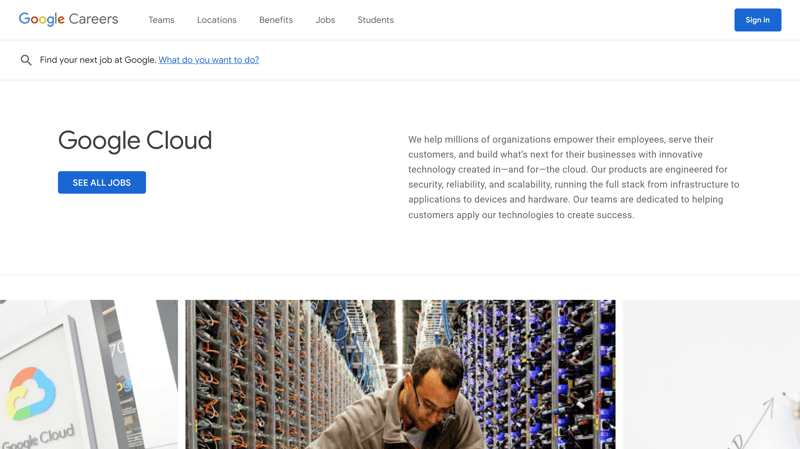 Google Careers
Teams
Locations
Benefits
Jobs
Students
Sign in
Find your next job at Google. What do you want to do?
Google Cloud
SEE ALL JOBS
We help millions of organizations empower their employees, serve their
customers, and build what's next for their businesses with innovative
technology created in—and for—the cloud. Our products are engineered for
security, reliability, and scalability, running the full stack from infrastructure to
applications to devices and hardware. Our teams are dedicated to helping
customers apply our technologies to create success.
Google Cloud